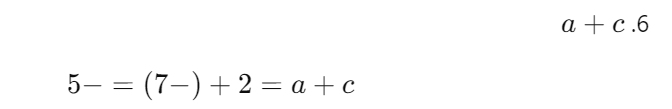 a + c .6
5− = (7−) + 2 = a + c